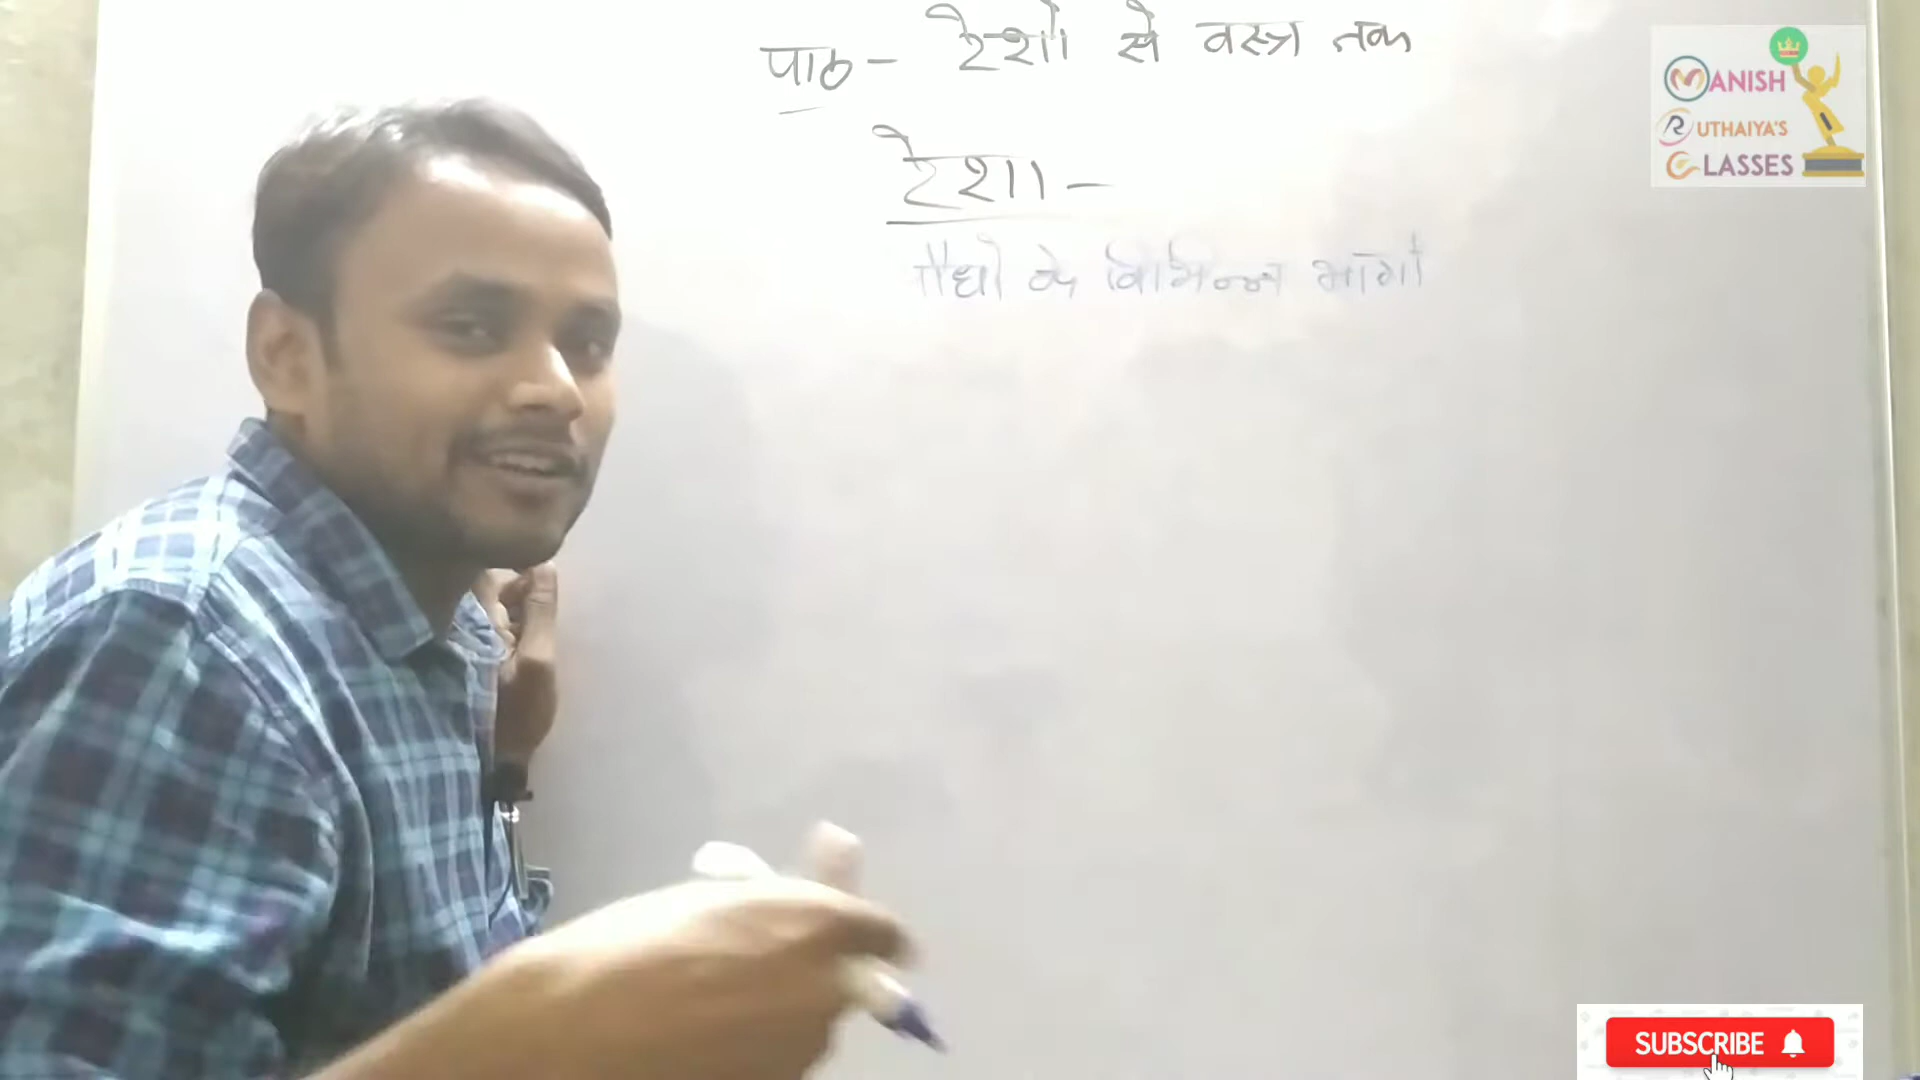 पाठ - रेशों से वस्त्र तक
रेशा -
पौधों के विभिन्न भागों
MANISH
RUTHAIYA'S
CLASSES
SUBSCRIBE